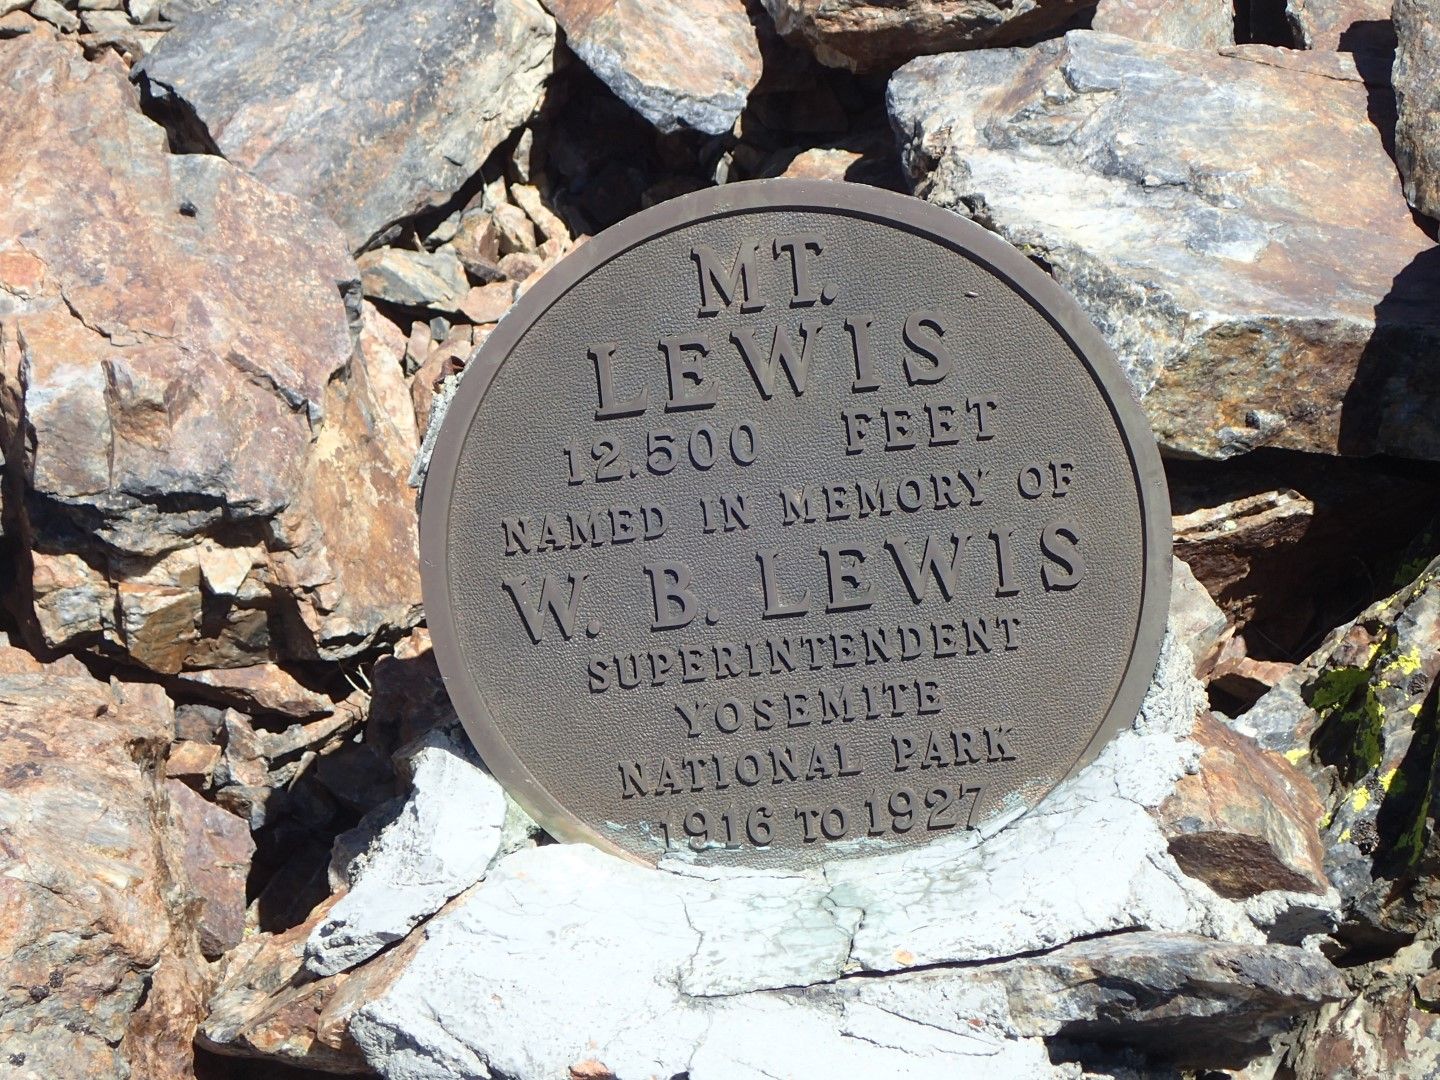 MT.
LEWIS
12.500 FEET
NAMED IN MEMORY OF
W. B. LEWIS
SUPERINTENDENT
YOSEMITE
NATIONAL PARK
1916 TO 1927